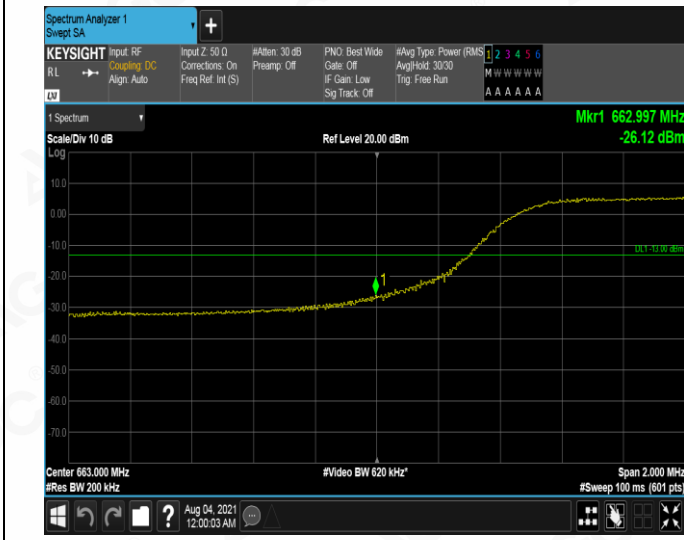 Spectrum Analyzer 1
Swept SA
+
KEYSIGHT
RL
LXI
Input: RF
Coupling: DC
Align: Auto
Input Z: 50 Ω
Corrections: On
Freq Ref: Int (S)
#Atten: 30 dB
Preamp: Off
PNO: Best Wide
Gate: Off
IF Gain: Low
Sig Track: Off
#Avg Type: Power (RMS
Avg|Hold: 30/30
Trig: Free Run
1 2 3 4 5 6
M W W W W W
A A A A A A
1 Spectrum
Mkr1 662.997 MHz
Scale/Div 10 dB
Ref Level 20.00 dBm
-26.12 dBm
Log
10.0
0.00
-10.0
DL1 -13.00 dBm
-20.0
1
-30.0
-40.0
-50.0
-60.0
-70.0
Center 663.000 MHz
#Video BW 620 kHz*
Span 2.000 MHz
#Res BW 200 kHz
#Sweep 100 ms (601 pts)
?
Aug 04, 2021
12:00:03 AM